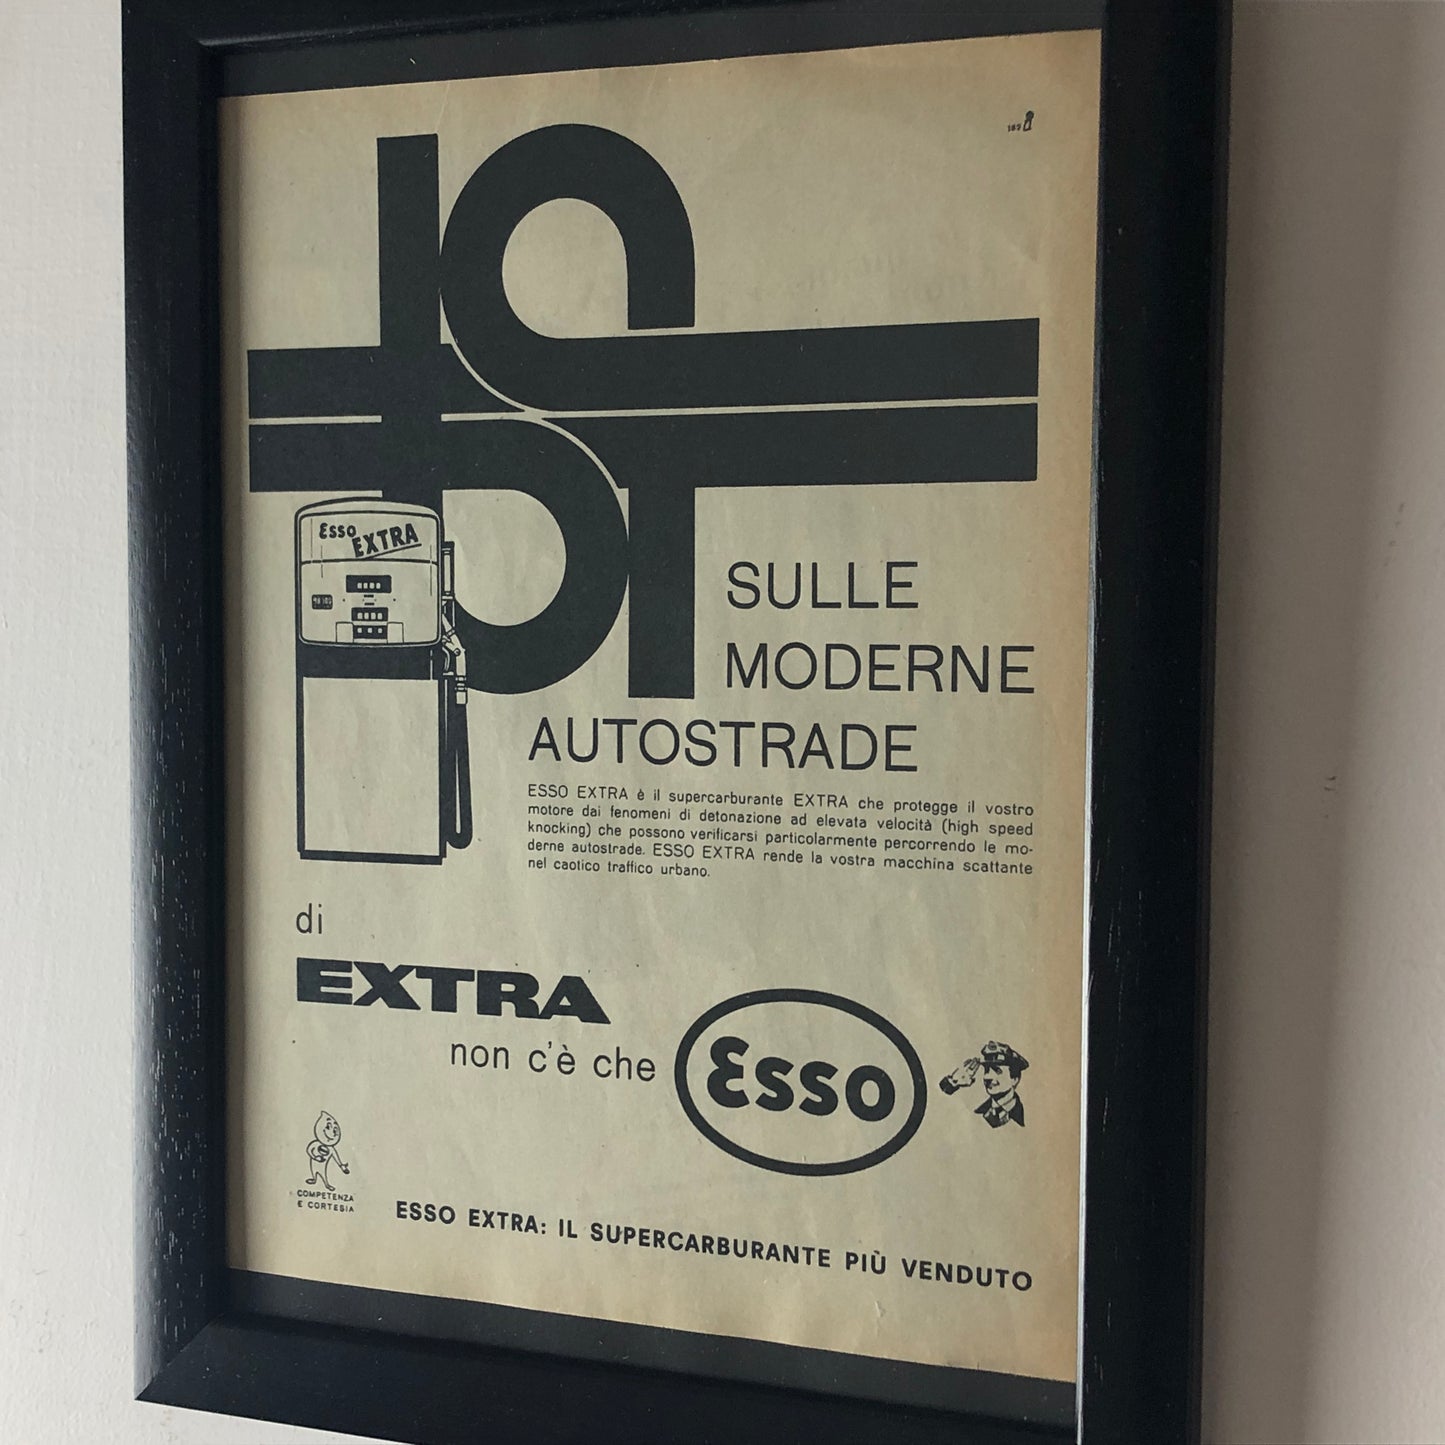 189
Esso
EXTRA
SULLE
MODERNE
AUTOSTRADE
ESSO EXTRA è il supercarburante EXTRA che protegge il vostro
motore dai fenomeni di detonazione ad elevata velocità (high speed
knocking) che possono verificarsi particolarmente percorrendo le mo-
derne autostrade. ESSO EXTRA rende la vostra macchina scattante
nel caotico traffico urbano.
di
EXTRA
non c'è che
Esso
COMPETENZA
E CORTESIA
ESSO EXTRA: IL SUPERCARBURANTE PIÙ VENDUTO